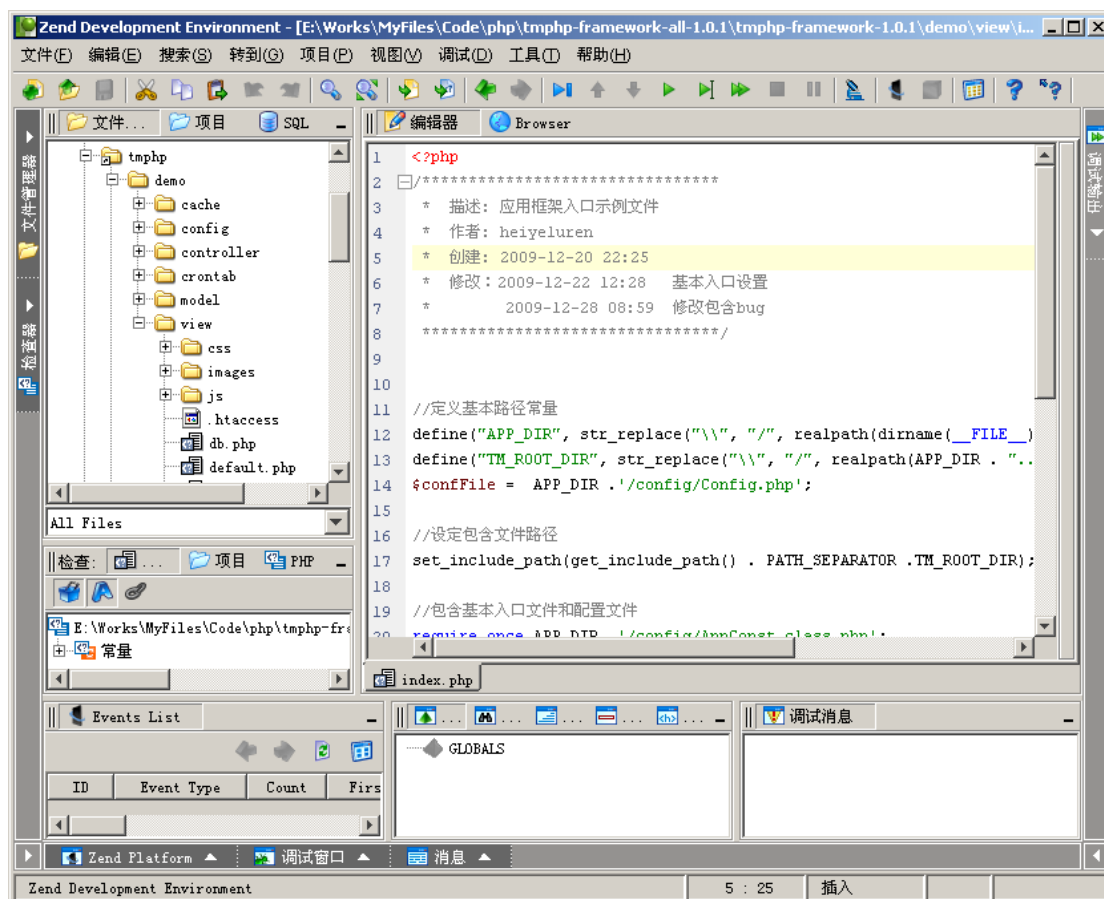 Zend Development Environment - [E:\Works\MyFiles\Code\php\tmphp-framework-all-1.0.1\tmphp-framework-1.0.1\demo\view\i...
文件(F) 编辑(E) 搜索(S) 转到(G) 项目(P) 视图(V) 调试(D) 工具(T) 帮助(H)
文件... 项目 SQL
文件管理器
检查器
tmphp
demo
cache
config
controller
crontab
model
view
css
images
js
.htaccess
db.php
default.php
All Files
检查: ... 项目 PHP
E:\Works\MyFiles\Code\php\tmphp-fra
常量
编辑器 Browser
1 <?php
2 /********************************
3 * 描述: 应用框架入口示例文件
4 * 作者: heiyeluren
5 * 创建: 2009-12-20 22:25
6 * 修改：2009-12-22 12:28 基本入口设置
7 * 2009-12-28 08:59 修改包含bug
8 ********************************/
9
10
11 //定义基本路径常量
12 define("APP_DIR", str_replace("\\", "/", realpath(dirname(__FILE__)
13 define("TM_ROOT_DIR", str_replace("\\", "/", realpath(APP_DIR . "..
14 $confFile = APP_DIR .'/config/Config.php';
15
16 //设定包含文件路径
17 set_include_path(get_include_path() . PATH_SEPARATOR .TM_ROOT_DIR);
18
19 //包含基本入口文件和配置文件
20 require_once APP_DIR .'/config/AppConst.class.php';
index.php
调试输出
Events List
ID Event Type Count Firs
... ... ... ... ...
GLOBALS
调试消息
Zend Platform 调试窗口 消息
Zend Development Environment 5 : 25 插入